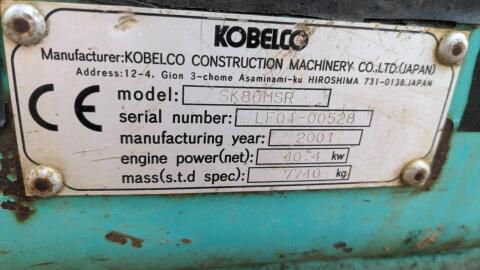 KOBELCO
Manufacturer:KOBELCO CONSTRUCTION MACHINERY CO.,LTD.(JAPAN)
Address:12-4, Gion 3-chome Asaminami-ku HIROSHIMA 731-0138.JAPAN
CE
model: SK80MSR
serial number: LF04-00528
manufacturing year: 2001
engine power(net): 40.4 kw
mass(s.t.d spec): 7740 kg